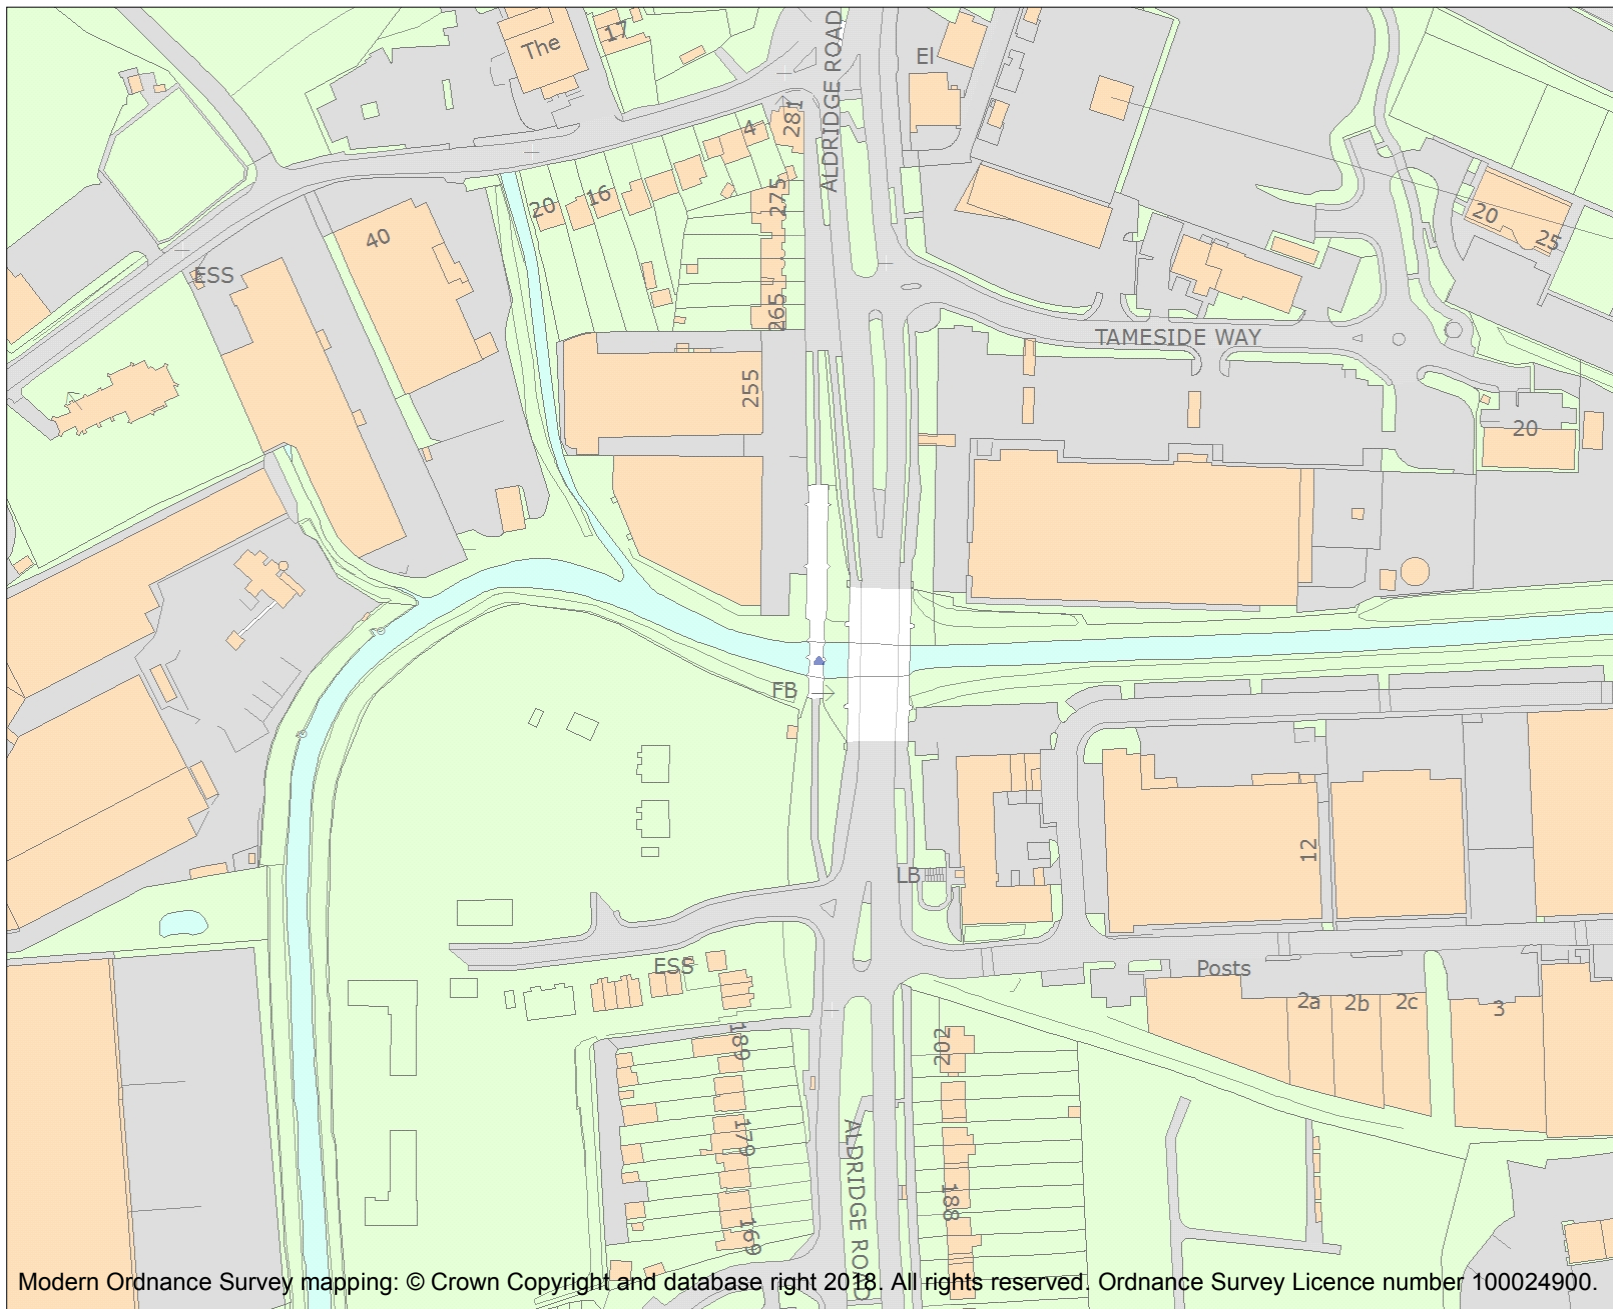 The
17
ALDRIDGE ROAD
El
281
4
20
16
275
40
ESS
265
20
25
TAMESIDE WAY
255
20
FB
12
LB
ESS
Posts
2a
2b
2c
3
189
202
179
188
169
ALDRIDGE ROAD
Modern Ordnance Survey mapping: © Crown Copyright and database right 2018. All rights reserved. Ordnance Survey Licence number 100024900.